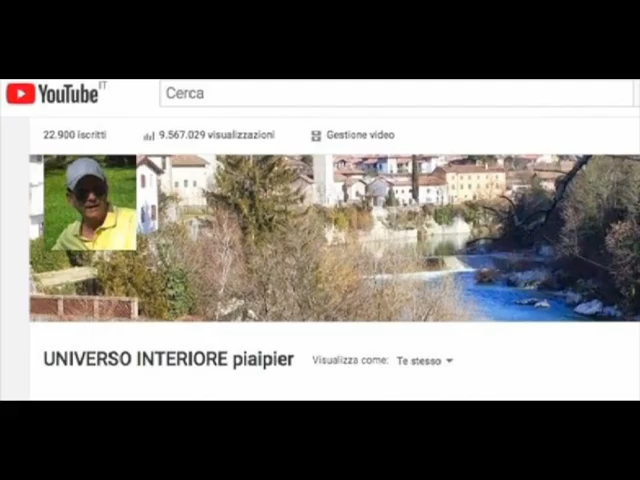 YouTube IT
Cerca
22.900 iscritti 9.567.029 visualizzazioni Gestione video
UNIVERSO INTERIORE piaipier Visualizza come: Te stesso